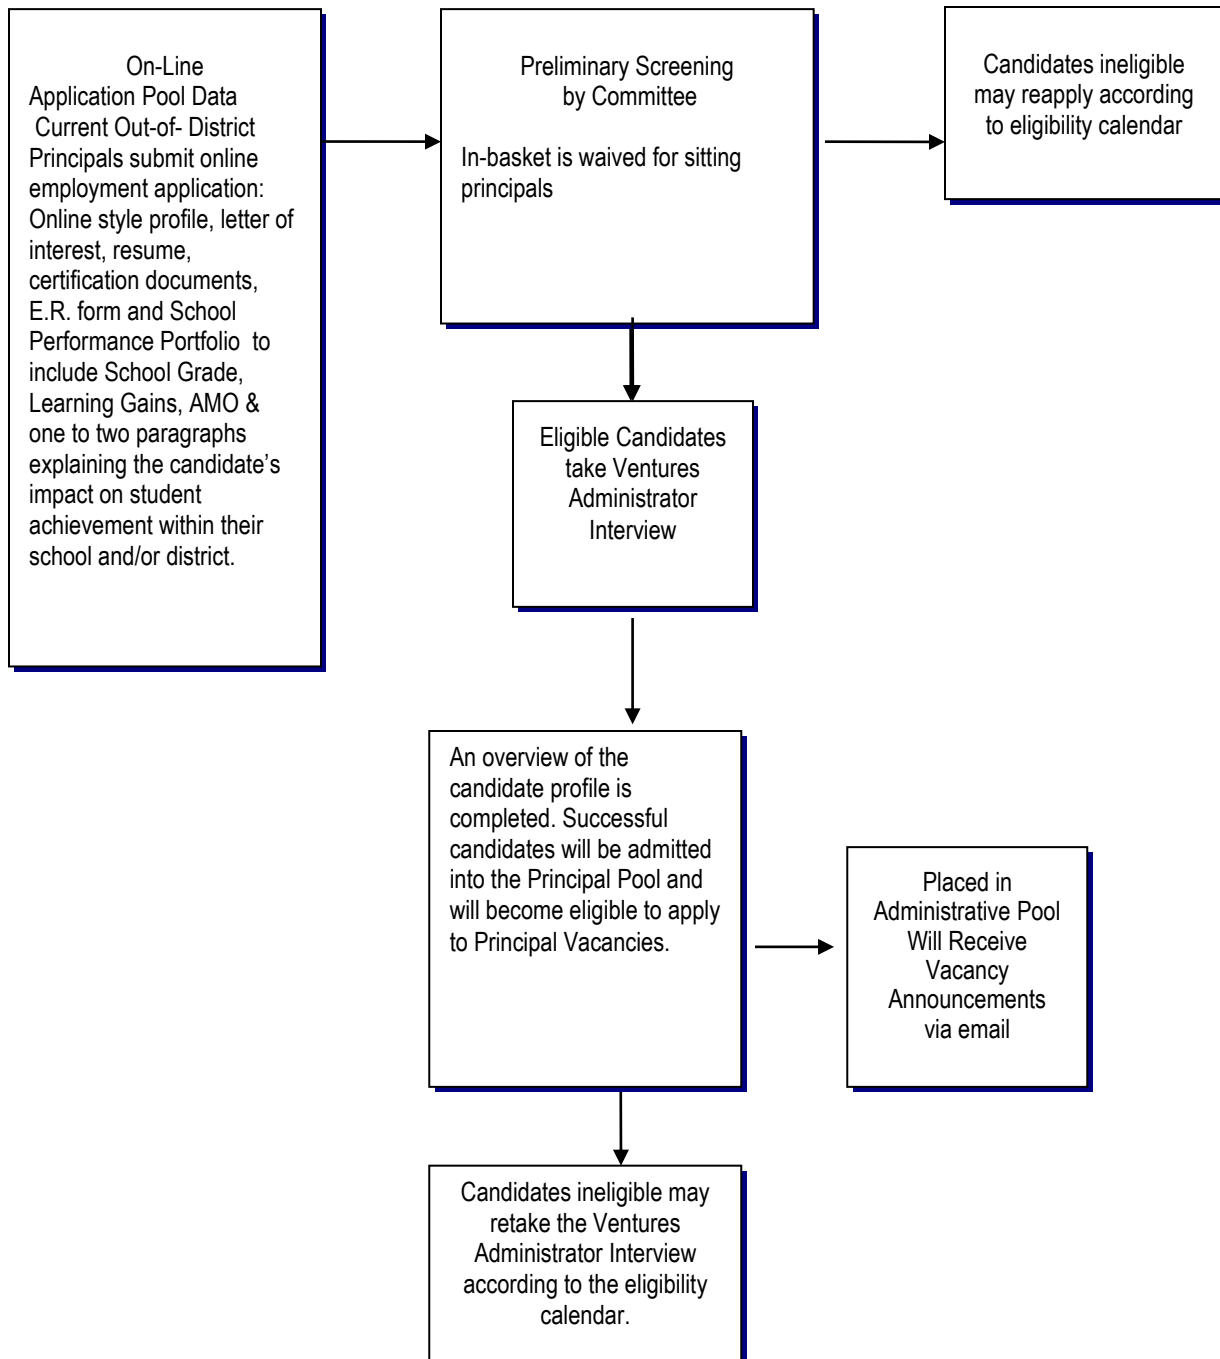 On-Line
Application Pool Data
Current Out-of- District
Principals submit online
employment application:
Online style profile, letter of
interest, resume,
certification documents,
E.R. form and School
Performance Portfolio to
include School Grade,
Learning Gains, AMO &
one to two paragraphs
explaining the candidate's
impact on student
achievement within their
school and/or district.
Preliminary Screening
by Committee
In-basket is waived for sitting
principals
Candidates ineligible
may reapply according
to eligibility calendar
Eligible Candidates
take Ventures
Administrator
Interview
An overview of the
candidate profile is
completed. Successful
candidates will be admitted
into the Principal Pool and
will become eligible to apply
to Principal Vacancies.
Placed in
Administrative Pool
Will Receive
Vacancy
Announcements
via email
Candidates ineligible may
retake the Ventures
Administrator Interview
according to the eligibility
calendar.